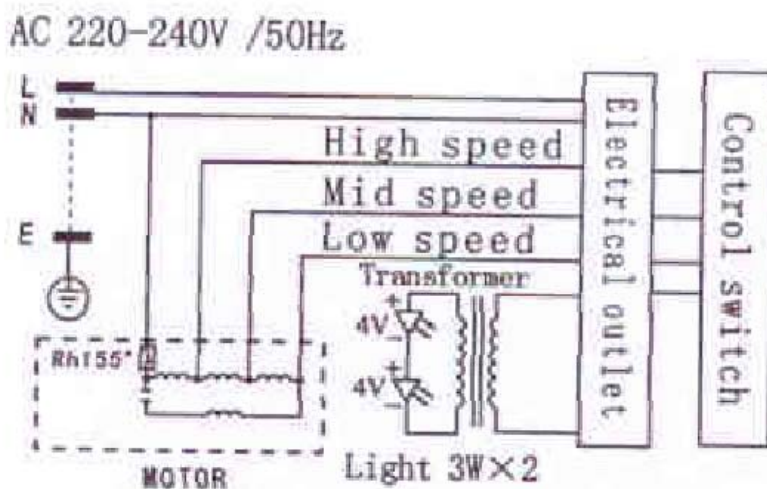 AC 220-240V /50Hz
L
N
High speed
Mid speed
Low speed
E
Transformer
+
4V
-
4V
-
Rh155°
MOTOR
Light 3W×2
Electrical outlet
Control switch